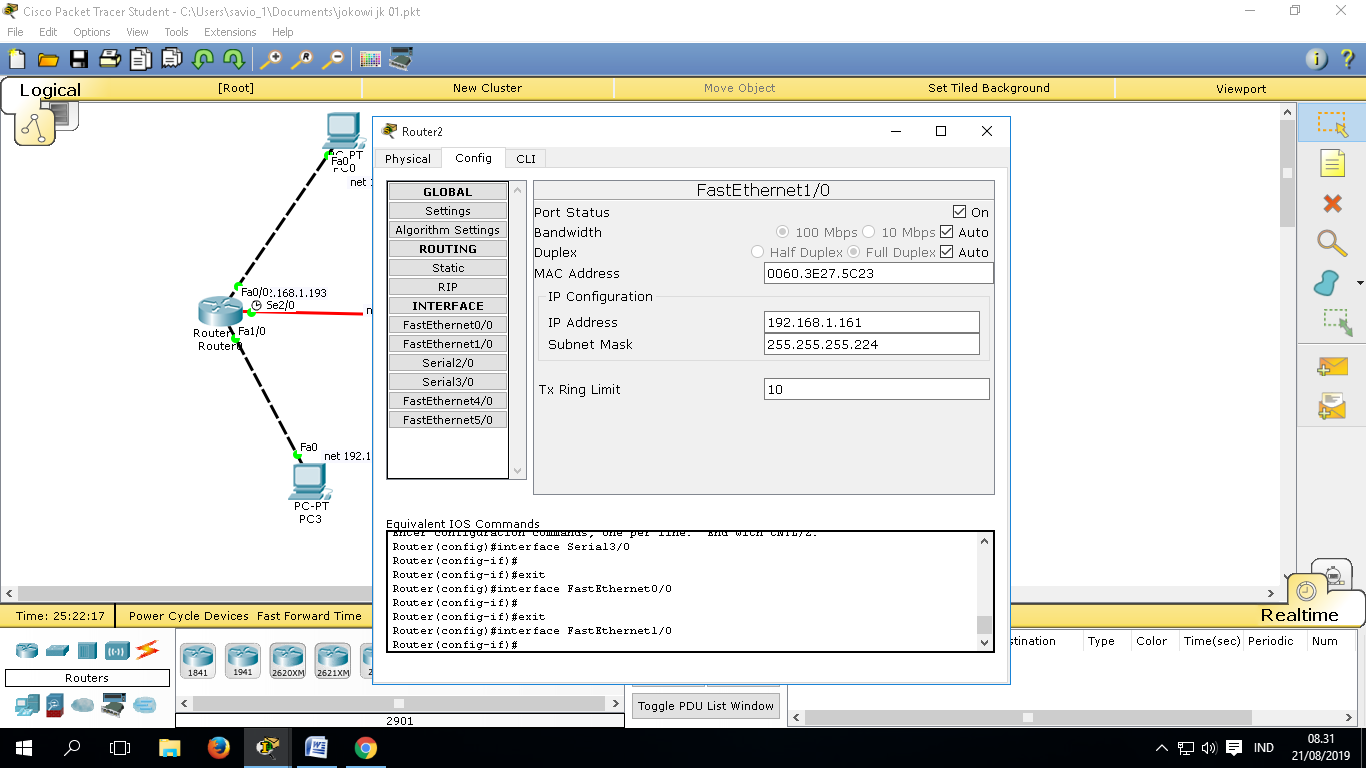 Cisco Packet Tracer Student - C:\Users\savio_1\Documents\jokowi jk 01.pkt
File Edit Options View Tools Extensions Help
Logical [Root] New Cluster Move Object Set Tiled Background Viewport
PC-PT
Fa0
PC0
net 1
Fa0/0 .168.1.193
Se2/0
Router
Fa1/0
Router0
Fa0
net 192.1
PC-PT
PC3
Router2
Physical Config CLI
GLOBAL
Settings
Algorithm Settings
ROUTING
Static
RIP
INTERFACE
FastEthernet0/0
FastEthernet1/0
Serial2/0
Serial3/0
FastEthernet4/0
FastEthernet5/0
FastEthernet1/0
Port Status On
Bandwidth 100 Mbps 10 Mbps Auto
Duplex Half Duplex Full Duplex Auto
MAC Address 0060.3E27.5C23
IP Configuration
IP Address 192.168.1.161
Subnet Mask 255.255.255.224
Tx Ring Limit 10
Equivalent IOS Commands
Enter configuration commands, one per line. End with CNTL/Z.
Router(config)#interface Serial3/0
Router(config-if)#
Router(config-if)#exit
Router(config)#interface FastEthernet0/0
Router(config-if)#
Router(config-if)#exit
Router(config)#interface FastEthernet1/0
Router(config-if)#
Time: 25:22:17 Power Cycle Devices Fast Forward Time
Realtime
Routers
1841 1941 2620XM 2621XM
2901
stination Type Color Time(sec) Periodic Num
Toggle PDU List Window
IND
08.31
21/08/2019